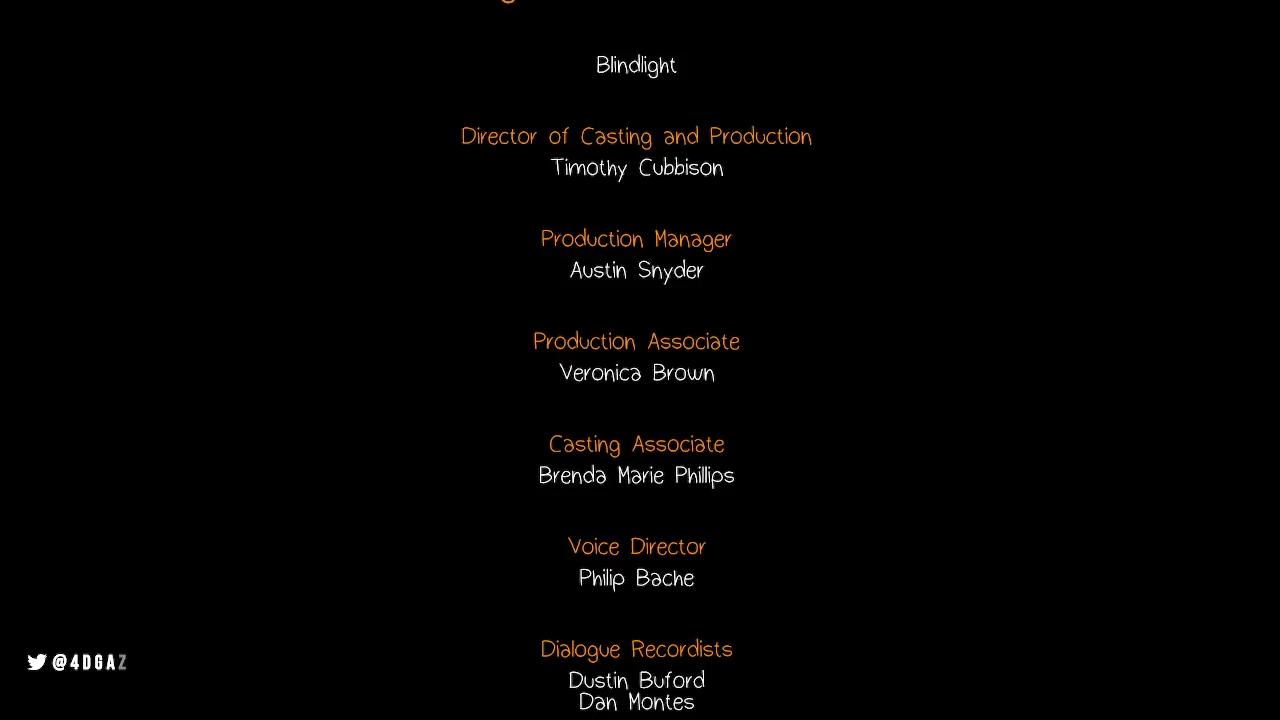 Blindlight
Director of Casting and Production
Timothy Cubbison
Production Manager
Austin Snyder
Production Associate
Veronica Brown
Casting Associate
Brenda Marie Phillips
Voice Director
Philip Bache
Dialogue Recordists
Dustin Buford
Dan Montes
@4DGAZ